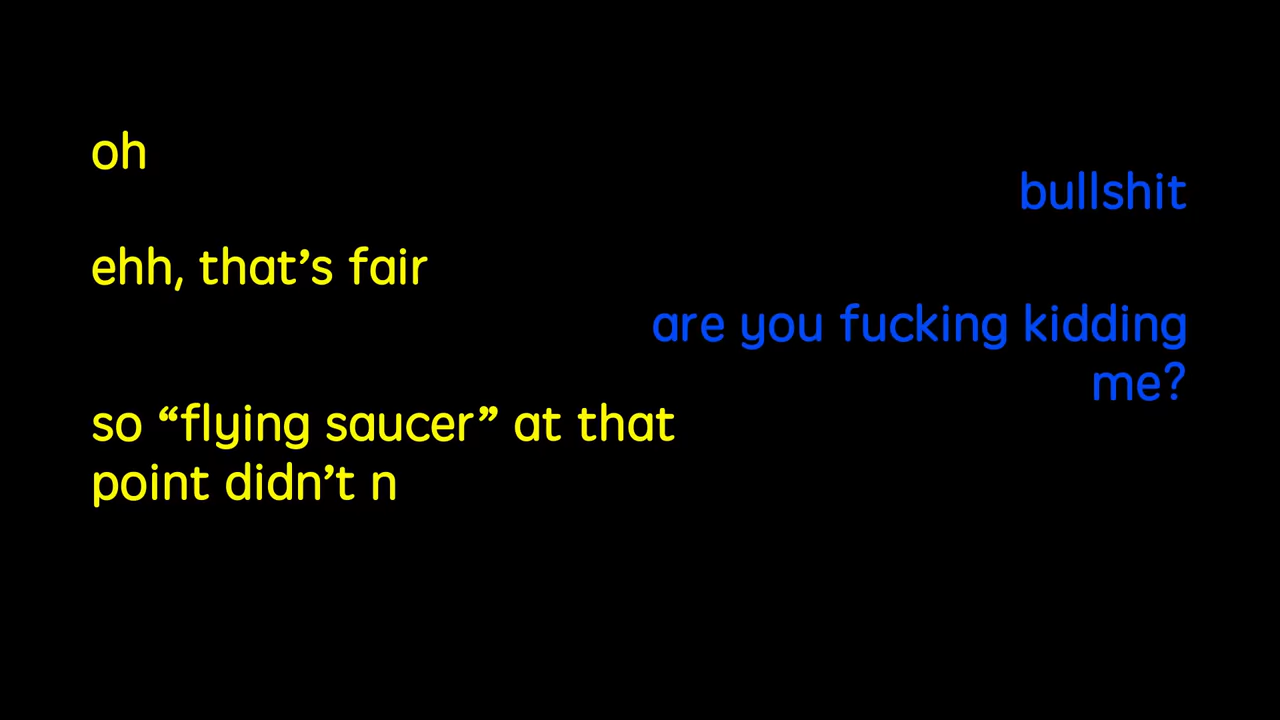 oh
bullshit
ehh, that’s fair
are you fucking kidding
me?
so “flying saucer” at that
point didn’t n